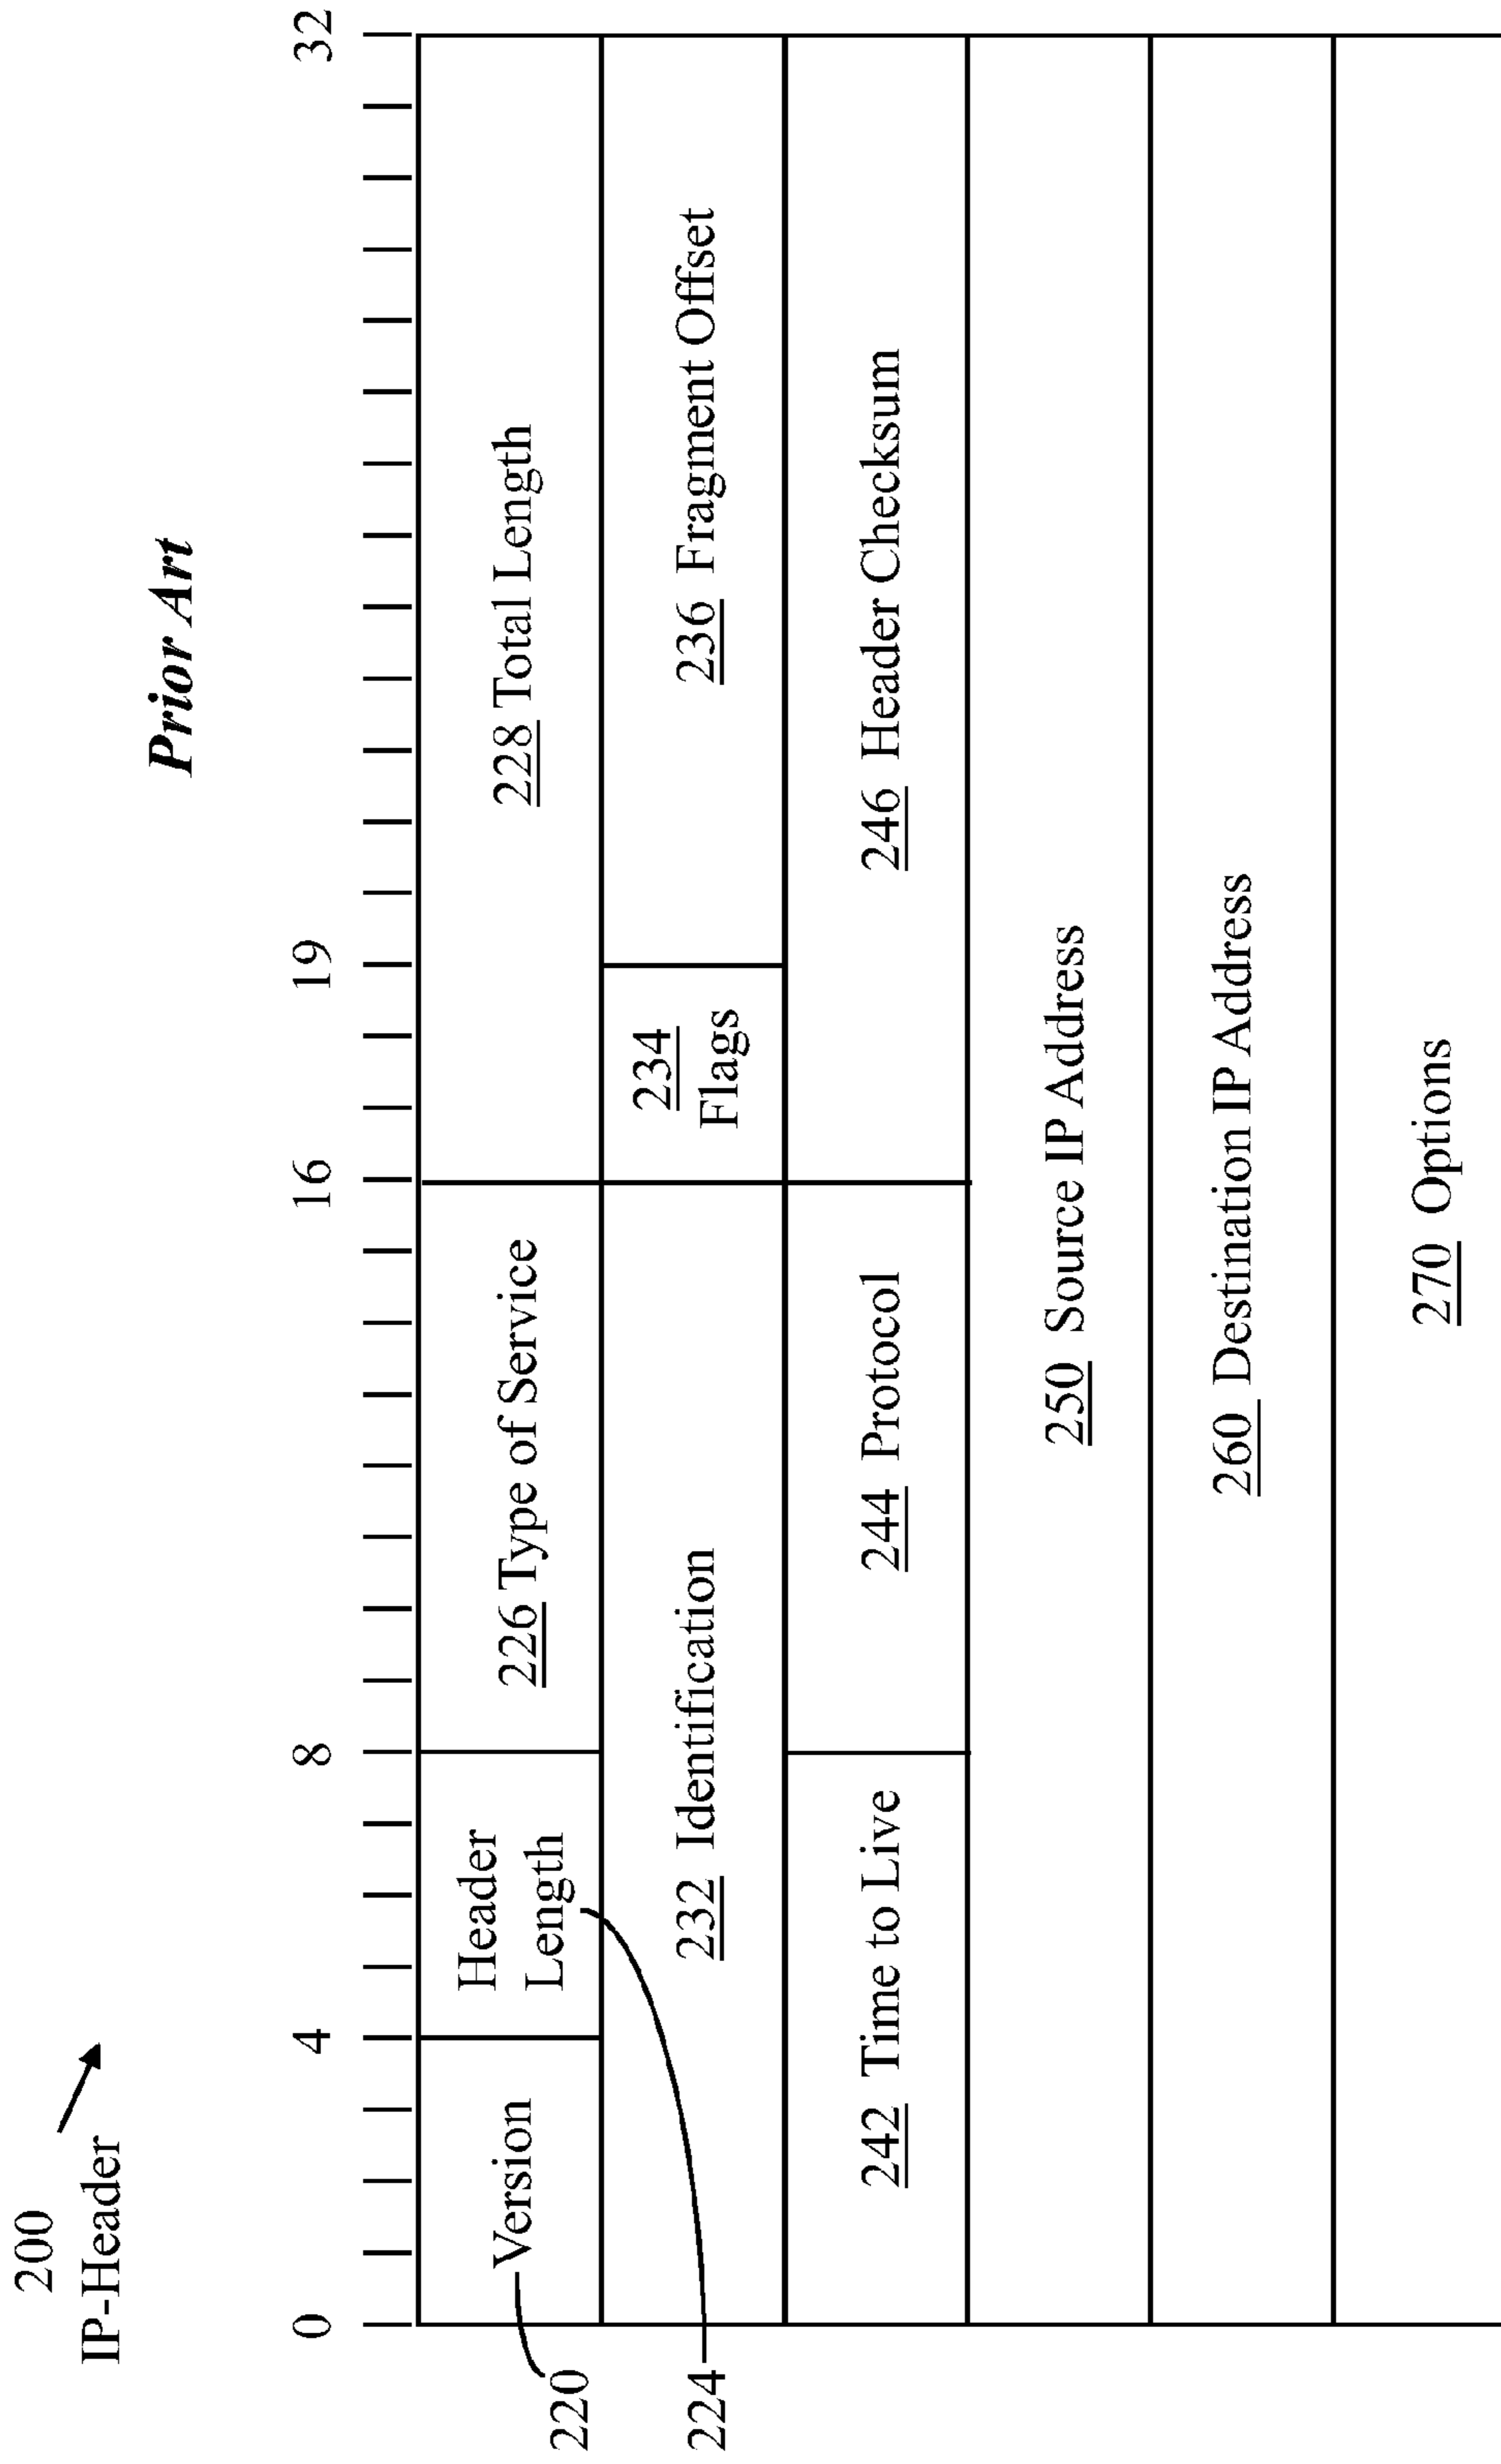 200
IP-Header
Prior Art
0 4 8 16 19 32
220
Version
Header
Length
226 Type of Service
228 Total Length
224
232 Identification
234
Flags
236 Fragment Offset
242 Time to Live
244 Protocol
246 Header Checksum
250 Source IP Address
260 Destination IP Address
270 Options